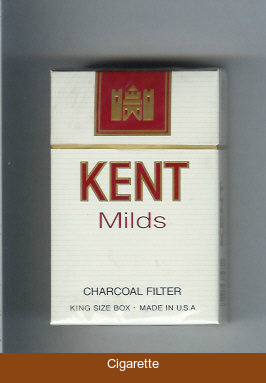 KENT
Milds
CHARCOAL FILTER
KING SIZE BOX · MADE IN U.S.A.
Cigarette